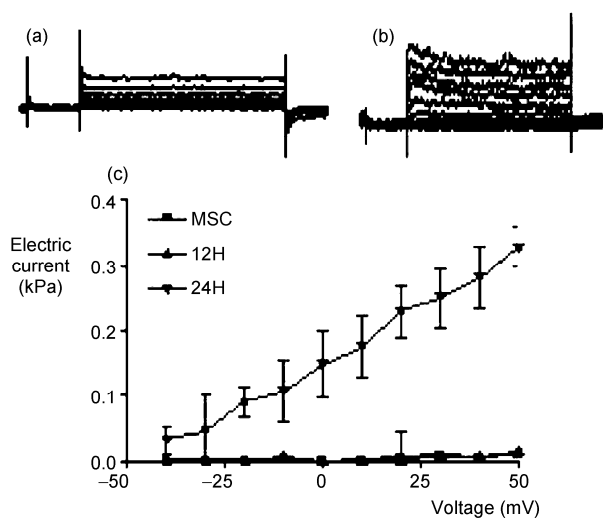 (a)
(b)
(c)
Electric
current
(kPa)
0.4
0.3
0.2
0.1
0.0
MSC
12H
24H
−50
−25
0
25
50
Voltage (mV)